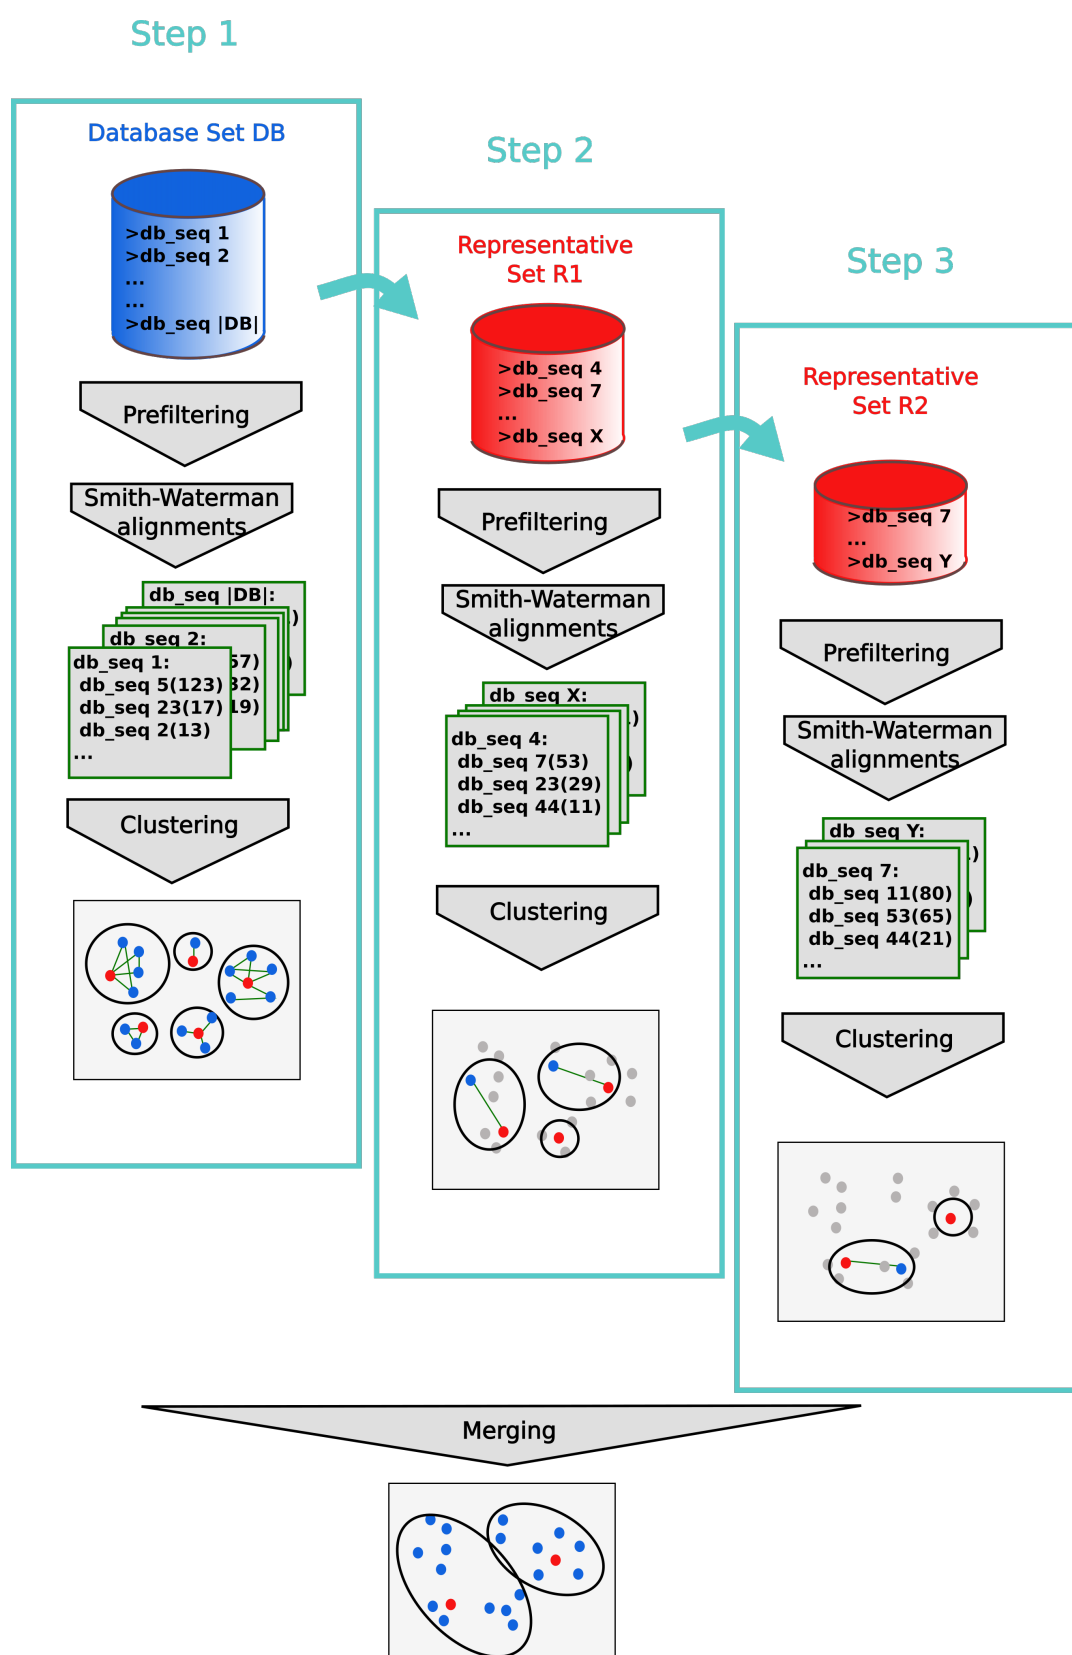 Step 1
Database Set DB
>db_seq 1
>db_seq 2
...
...
>db_seq |DB|
Prefiltering
Smith-Waterman
alignments
db_seq |DB|:
)
db_seq 2:
57)
32)
19)
db_seq 1:
db_seq 5(123)
db_seq 23(17)
db_seq 2(13)
...
Clustering
Step 2
Representative
Set R1
>db_seq 4
>db_seq 7
...
>db_seq X
Prefiltering
Smith-Waterman
alignments
db_seq X:
)
db_seq 4:
db_seq 7(53)
db_seq 23(29)
db_seq 44(11)
...
Clustering
Step 3
Representative
Set R2
>db_seq 7
...
>db_seq Y
Prefiltering
Smith-Waterman
alignments
db_seq Y:
)
db_seq 7:
db_seq 11(80)
db_seq 53(65)
db_seq 44(21)
...
Clustering
Merging